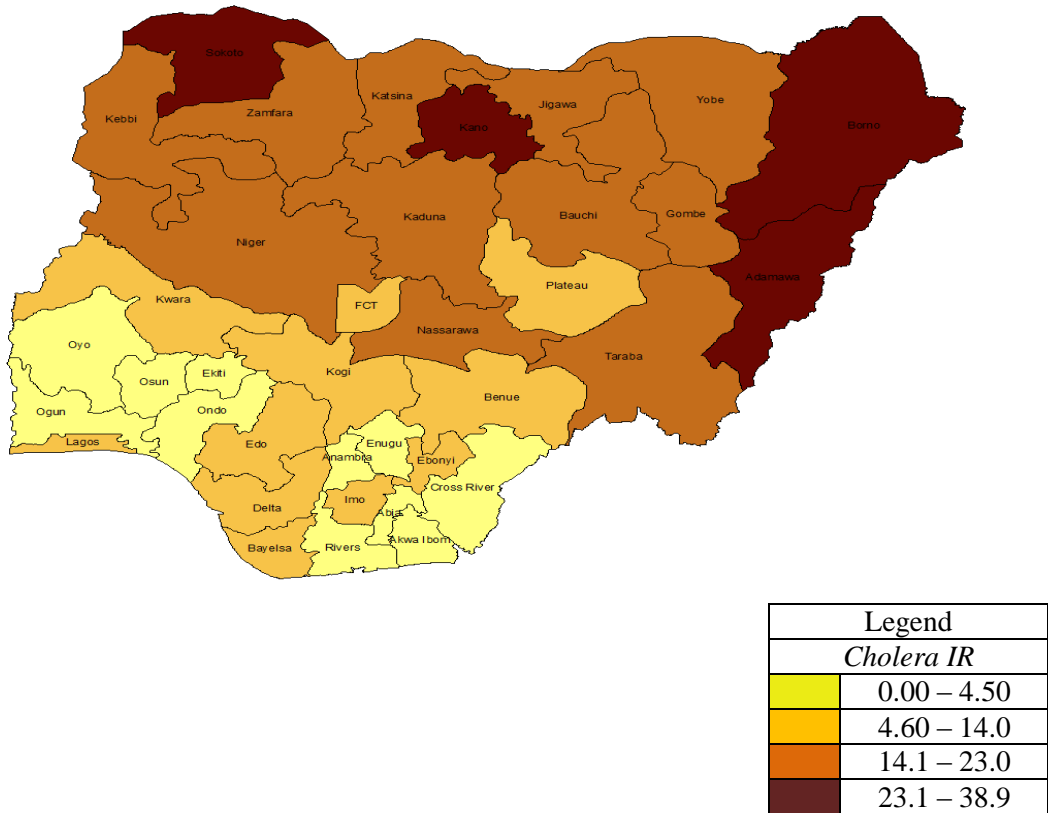 Sokoto
Katsina
Jigawa
Yobe
Kebbi
Zamfara
Kano
Borno
Kaduna
Bauchi
Gombe
Niger
Adamawa
Plateau
Kwara
FCT
Nassarawa
Taraba
Oyo
Kogi
Osun
Ekiti
Benue
Ogun
Ondo
Lagos
Edo
Enugu
Anambra
Ebonyi
Cross River
Imo
Delta
Abia
Bayelsa
Rivers
Akwa Ibom
Legend
Cholera IR
0.00 – 4.50
4.60 – 14.0
14.1 – 23.0
23.1 – 38.9